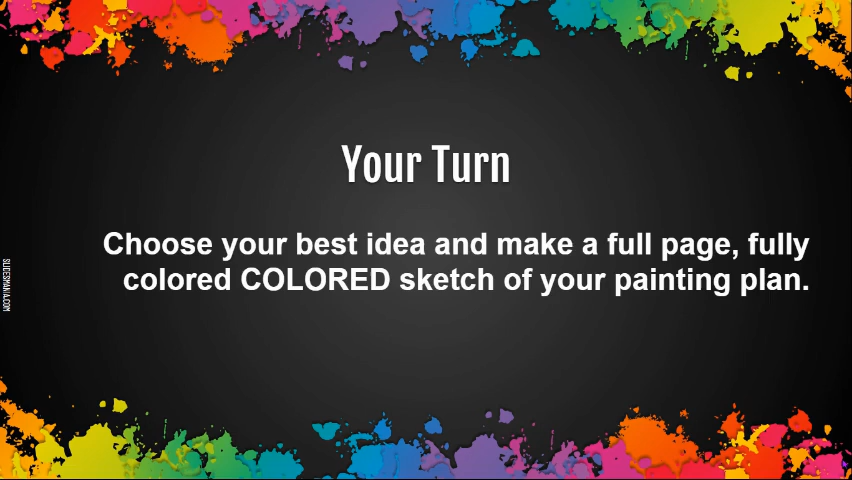 Your Turn
Choose your best idea and make a full page, fully
colored COLORED sketch of your painting plan.
SLIDESMANIA.COM